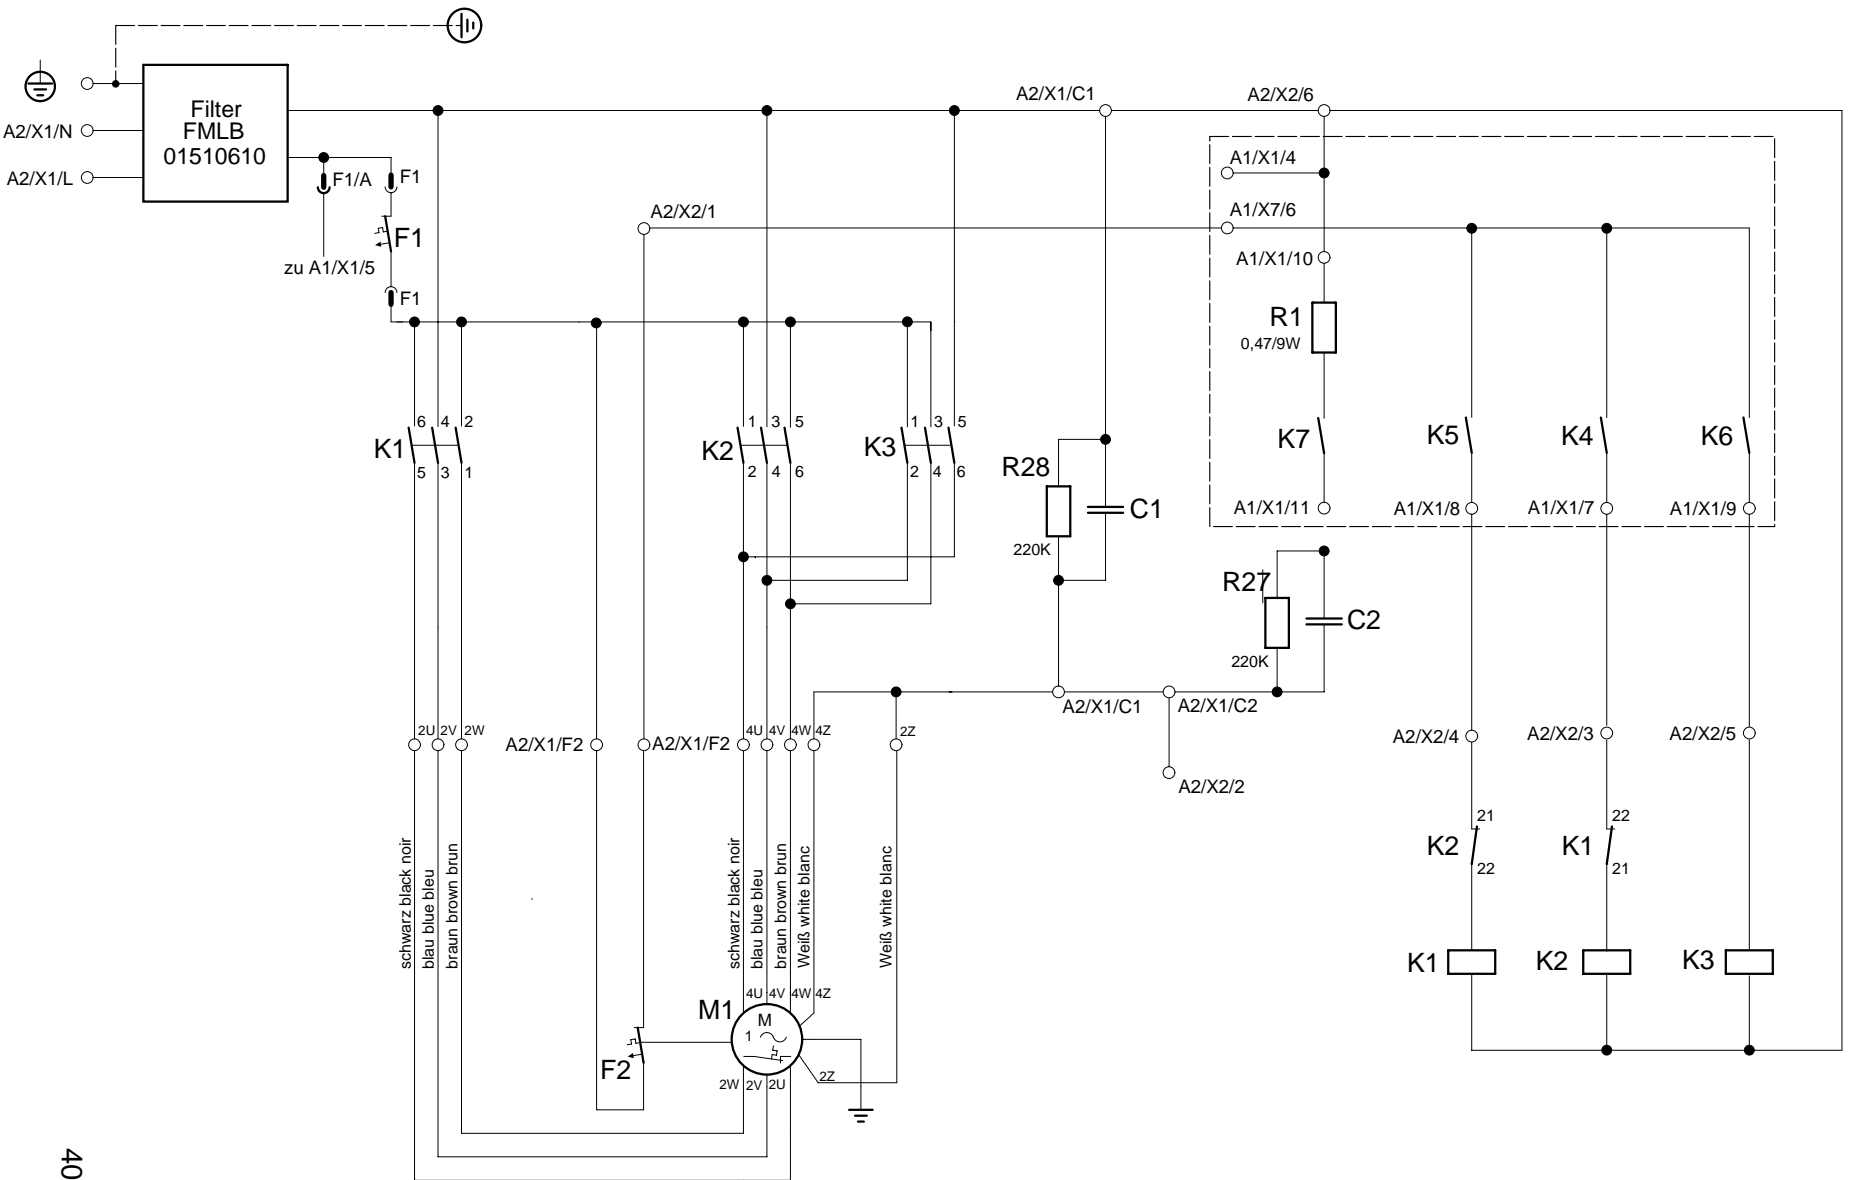 Filter
FMLB
01510610
A2/X1/N
A2/X1/L
F1/A
F1
F1
zu A1/X1/5
F1
A2/X2/1
A2/X1/C1
A2/X2/6
A1/X1/4
A1/X7/6
A1/X1/10
R1
0,47/9W
K1
6 4 2
5 3 1
K2
1 3 5
2 4 6
K3
1 3 5
2 4 6
R28
220K
C1
K7
K5
K4
K6
A1/X1/11
A1/X1/8
A1/X1/7
A1/X1/9
R27
220K
C2
A2/X1/C1
A2/X1/C2
A2/X2/2
2U 2V 2W
A2/X1/F2
A2/X1/F2
4U 4V 4W 4Z
2Z
A2/X2/4
A2/X2/3
A2/X2/5
schwarz black noir
blau blue bleu
braun brown brun
schwarz black noir
blau blue bleu
braun brown brun
Weiß white blanc
Weiß white blanc
K2
21
22
K1
22
21
K1
K2
K3
4U 4V 4W 4Z
M1
M
1
F2
2W 2V 2U
2Z
40